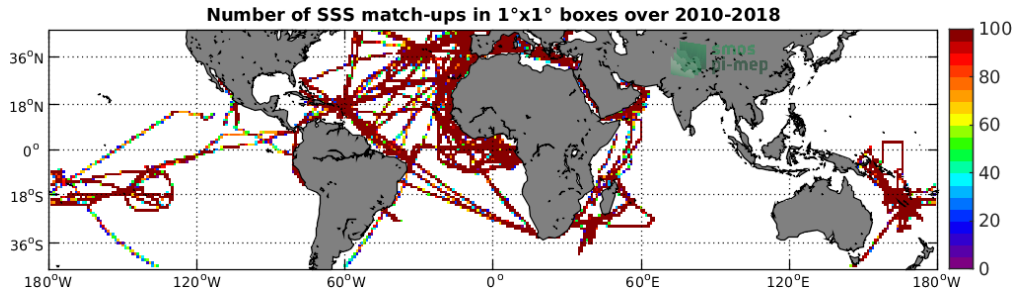 Number of SSS match-ups in 1°x1° boxes over 2010-2018
100
36°N
smos
pi-mep
80
18°N
60
0°
40
18°S
20
36°S
0
180°W 120°W 60°W 0° 60°E 120°E 180°W